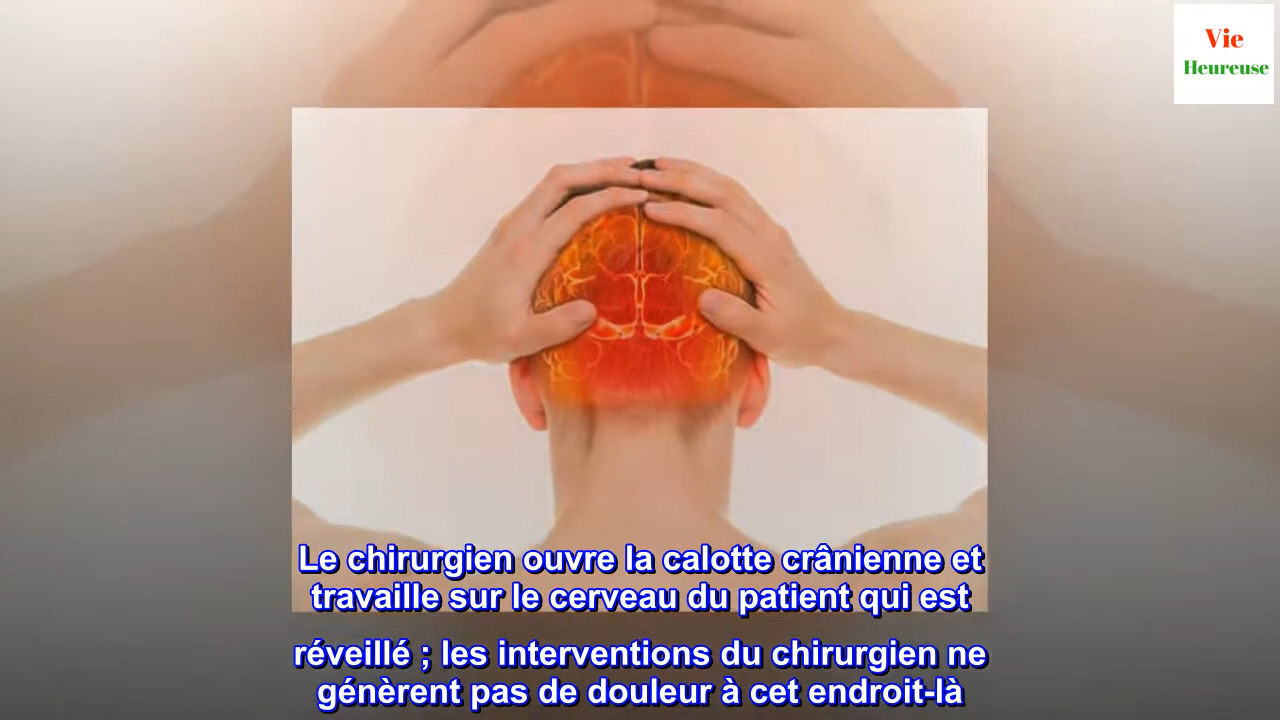 Vie
Heureuse
Le chirurgien ouvre la calotte crânienne et
travaille sur le cerveau du patient qui est
réveillé ; les interventions du chirurgien ne
génèrent pas de douleur à cet endroit-là